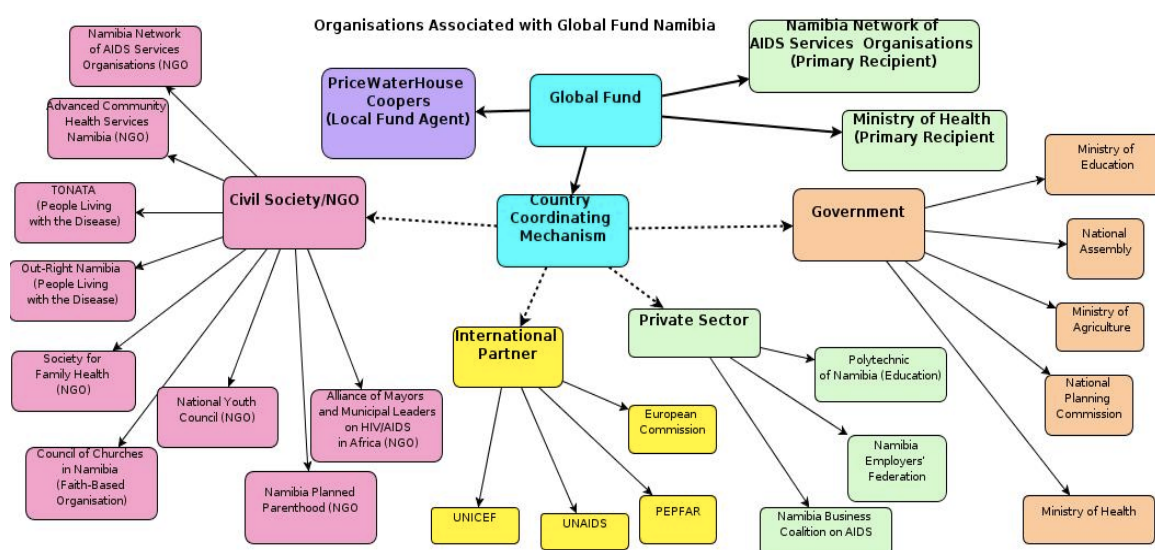 Organisations Associated with Global Fund Namibia
Namibia Network
of AIDS Services
Organisations (NGO
Advanced Community
Health Services
Namibia (NGO)
TONATA
(People Living
with the Disease)
Out-Right Namibia
(People Living
with the Disease)
Society for
Family Health
(NGO)
Council of Churches
in Namibia
(Faith-Based
Organisation)
National Youth
Council (NGO)
Namibia Planned
Parenthood (NGO
Alliance of Mayors
and Municipal Leaders
on HIV/AIDS
in Africa (NGO)
Civil Society/NGO
PriceWaterHouse
Coopers
(Local Fund Agent)
Global Fund
Namibia Network of
AIDS Services  Organisations
(Primary Recipient)
Ministry of Health
(Primary Recipient
Country
Coordinating
Mechanism
International
Partner
UNICEF
UNAIDS
PEPFAR
European
Commission
Private Sector
Polytechnic
of Namibia (Education)
Namibia
Employers'
Federation
Namibia Business
Coalition on AIDS
Government
Ministry of
Education
National
Assembly
Ministry of
Agriculture
National
Planning
Commission
Ministry of Health